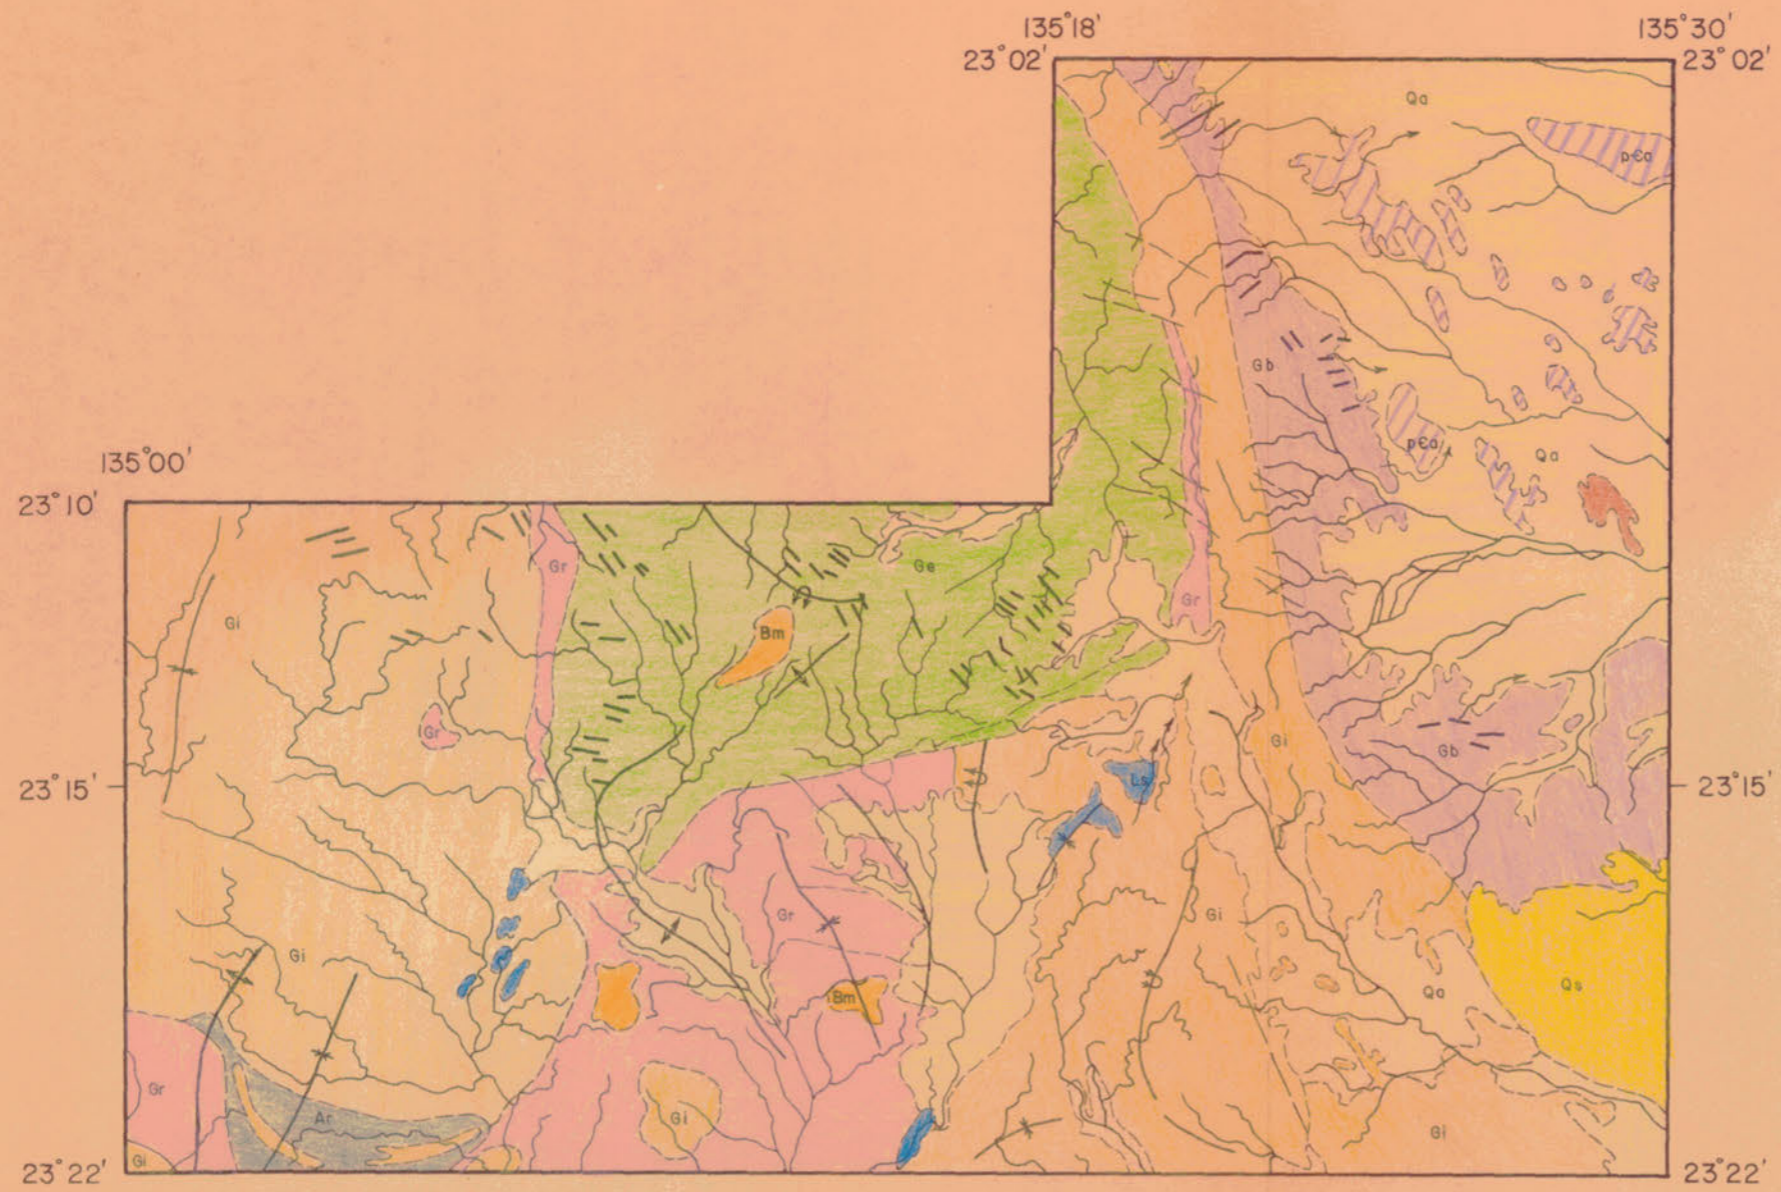 135°18' 135°30'
23°02' 23°02'
Qa
p€a
Gb
p€a Qa
135°00'
23°10'
Gr Ge
Gr
Gi Bm
Gr Gi Gb
23°15' Ls 23°15'
Gr Gi
Gi
Bm Qa Qs
Gr Ar Gi Gi
Gi
23°22' 23°22'